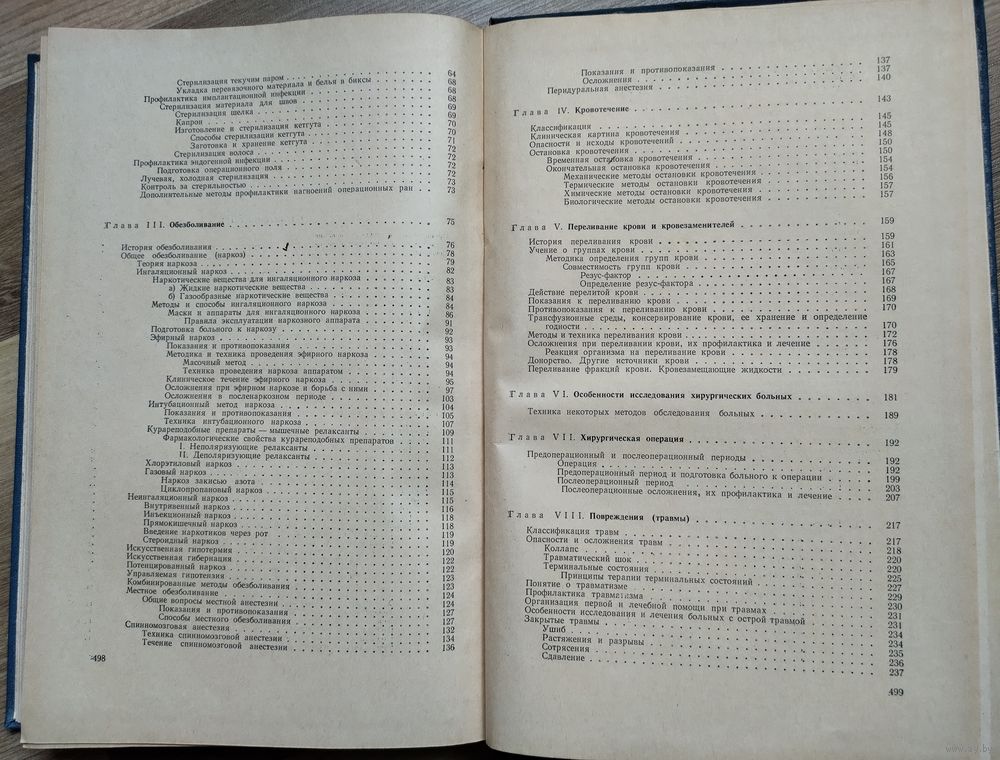 Стерилизация текучим паром 64
Укладка перевязочного материала и белья в биксы 68
Профилактика имплантационной инфекции 68
Стерилизация материала для швов 68
Стерилизация шелка 69
Капрон 69
Изготовление и стерилизация кетгута 70
Способы стерилизации кетгута 70
Заготовка и хранение кетгута 71
Стерилизация волоса 72
Профилактика эндогенной инфекции 72
Подготовка операционного поля 72
Лучевая, холодная стерилизация 72
Контроль за стерильностью 73
Дополнительные методы профилактики нагноений операционных ран 73
Глава III. Обезболивание 75
История обезболивания 76
Общее обезболивание (наркоз) 78
Теория наркоза 79
Ингаляционный наркоз 82
Наркотические вещества для ингаляционного наркоза 83
а) Жидкие наркотические вещества 83
б) Газообразные наркотические вещества 84
Методы и способы ингаляционного наркоза 84
Маски и аппараты для ингаляционного наркоза 86
Правила эксплуатации наркозного аппарата 91
Подготовка больного к наркозу 92
Эфирный наркоз 93
Показания и противопоказания 93
Методика и техника проведения эфирного наркоза 94
Масочный метод 94
Техника проведения наркоза аппаратом 94
Клиническое течение эфирного наркоза 95
Осложнения при эфирном наркозе и борьба с ними 97
Осложнения в посленаркозном периоде 103
Интубационный метод наркоза 104
Показания и противопоказания 105
Техника интубационного наркоза 107
Курареподобные препараты — мышечные релаксанты 109
Фармакологические свойства курареподобных препаратов 111
I. Неполяризующие релаксанты 111
II. Деполяризующие релаксанты 112
Хлорэтиловый наркоз 113
Газовый наркоз 113
Наркоз закисью азота 114
Циклопропановый наркоз 115
Неингаляционный наркоз 115
Внутривенный наркоз 116
Инъекционный наркоз 118
Прямокишечный наркоз 118
Введение наркотиков через рот 119
Стероидный наркоз 119
Искусственная гипотермия 120
Искусственная гибернация 122
Потенцированный наркоз 122
Управляемая гипотензия 123
Комбинированные методы обезболивания 123
Местное обезболивание 124
Общие вопросы местной анестезии 124
Показания и противопоказания 127
Способы местного обезболивания 127
Спинномозговая анестезия 132
Техника спинномозговой анестезии 134
Течение спинномозговой анестезии 136
498
Показания и противопоказания 137
Осложнения 137
Перидуральная анестезия 140
Глава IV. Кровотечение 143
Классификация 145
Клиническая картина кровотечения 145
Опасности и исходы кровотечений 148
Остановка кровотечения 150
Временная остановка кровотечения 150
Окончательная остановка кровотечения 154
Механические методы остановки кровотечения 154
Термические методы остановки кровотечения 156
Химические методы остановки кровотечения 157
Биологические методы остановки кровотечения 157
Глава V. Переливание крови и кровезаменителей 159
История переливания крови 159
Учение о группах крови 161
Методика определения групп крови 163
Совместимость групп крови 165
Резус-фактор 167
Определение резус-фактора 167
Действие перелитой крови 168
Показания к переливанию крови 169
Противопоказания к переливанию крови 170
Трансфузионные среды, консервирование крови, ее хранение и определение
годности 170
Методы и техника переливания крови 172
Осложнения при переливании крови, их профилактика и лечение 176
Реакция организма на переливание крови 178
Донорство. Другие источники крови 178
Переливание фракций крови. Кровезамещающие жидкости 179
Глава VI. Особенности исследования хирургических больных 181
Техника некоторых методов обследования больных 189
Глава VII. Хирургическая операция 192
Предоперационный и послеоперационный периоды 192
Операция 192
Предоперационный период и подготовка больного к операции 199
Послеоперационный период 203
Послеоперационные осложнения, их профилактика и лечение 207
Глава VIII. Повреждения (травмы) 217
Классификация травм 217
Опасности и осложнения травм 218
Коллапс 220
Травматический шок 220
Терминальные состояния 225
Принципы терапии терминальных состояний 227
Понятие о травматизме 229
Профилактика травматизма 230
Организация первой и лечебной помощи при травмах 231
Особенности исследования и лечения больных с острой травмой 231
Закрытые травмы 234
Ушиб 234
Растяжения и разрывы 235
Сотрясения 236
Сдавление 237
499
www.ay.by